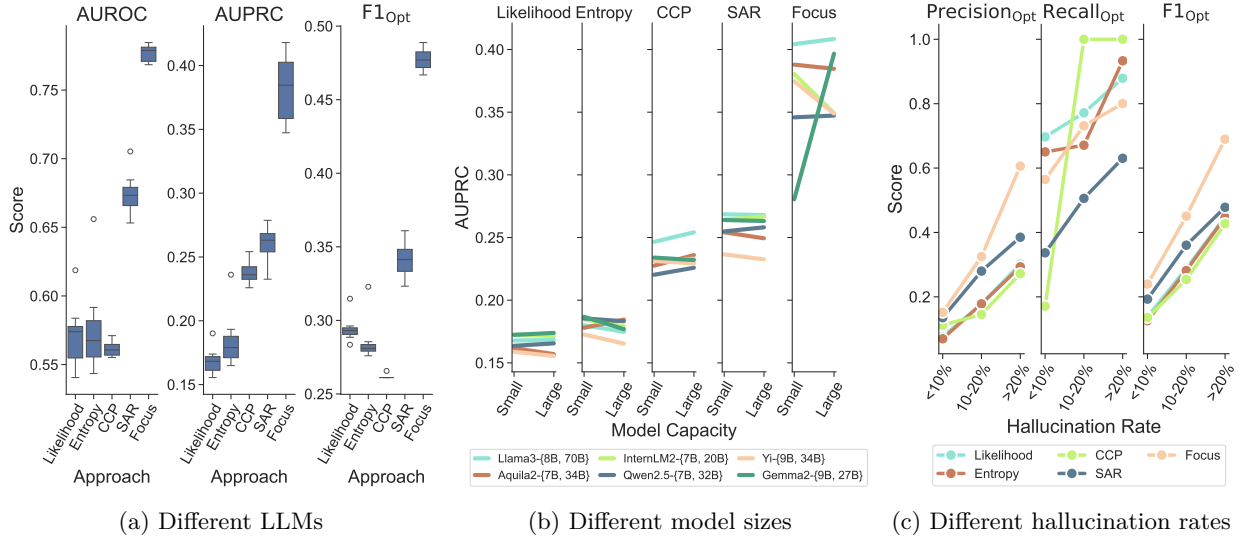 AUROC
AUPRC
F1Opt
Score
0.75
0.70
0.65
0.60
0.55
0.40
0.35
0.30
0.25
0.20
0.15
0.50
0.45
0.40
0.35
0.30
0.25
Likelihood
Entropy
CCP
SAR
Focus
Likelihood
Entropy
CCP
SAR
Focus
Likelihood
Entropy
CCP
SAR
Focus
Approach
Approach
Approach
(a) Different LLMs
Likelihood Entropy CCP SAR Focus
AUPRC
0.40
0.35
0.30
0.25
0.20
0.15
Small
Large
Small
Large
Small
Large
Small
Large
Small
Large
Model Capacity
Llama3-{8B, 70B} InternLM2-{7B, 20B} Yi-{9B, 34B}
Aquila2-{7B, 34B} Qwen2.5-{7B, 32B} Gemma2-{9B, 27B}
(b) Different model sizes
PrecisionOpt RecallOpt F1Opt
Score
1.0
0.8
0.6
0.4
0.2
<10%
10-20%
>20%
<10%
10-20%
>20%
<10%
10-20%
>20%
Hallucination Rate
Likelihood CCP Focus
Entropy SAR
(c) Different hallucination rates